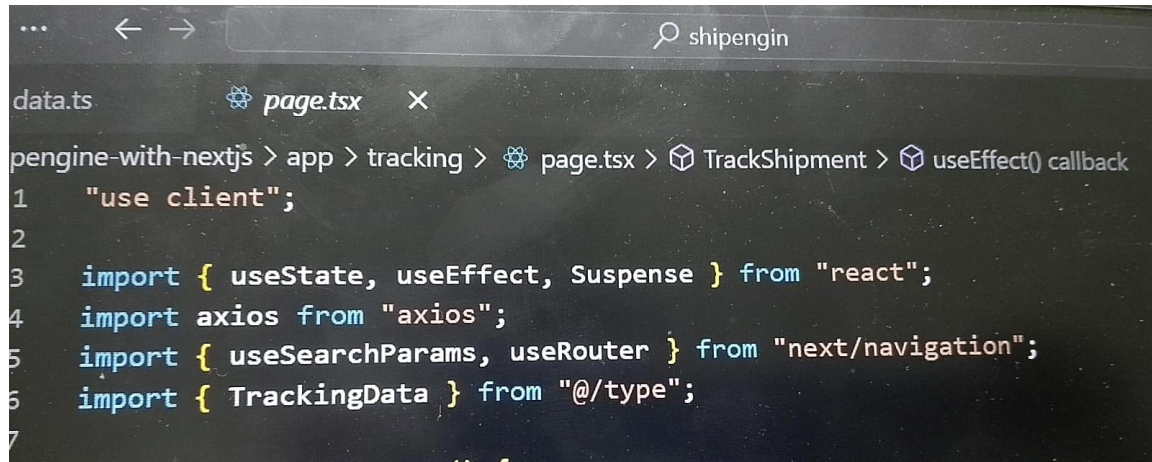 ··· ← → shipengin
data.ts page.tsx ×
pengine-with-nextjs > app > tracking > page.tsx > TrackShipment > useEffect() callback
1 "use client";
2
3 import { useState, useEffect, Suspense } from "react";
4 import axios from "axios";
5 import { useSearchParams, useRouter } from "next/navigation";
6 import { TrackingData } from "@/type";
7